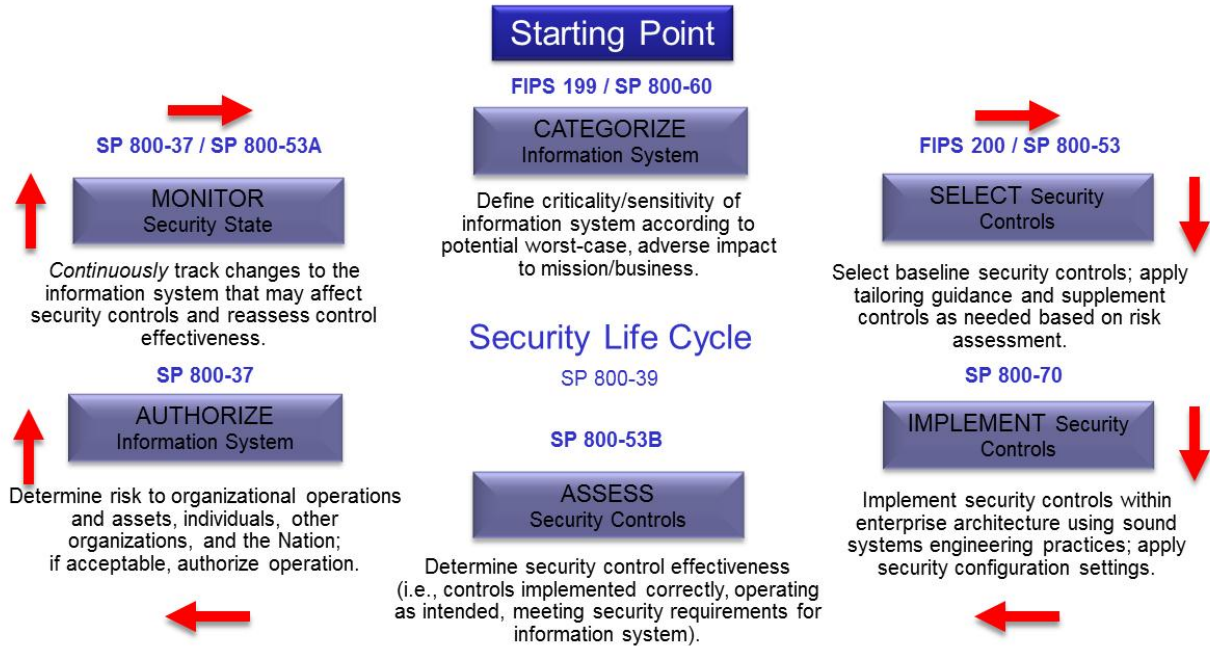 Starting Point
FIPS 199 / SP 800-60
CATEGORIZE
Information System
Define criticality/sensitivity of
information system according to
potential worst-case, adverse impact
to mission/business.
FIPS 200 / SP 800-53
SELECT Security
Controls
Select baseline security controls; apply
tailoring guidance and supplement
controls as needed based on risk
assessment.
SP 800-70
IMPLEMENT Security
Controls
Implement security controls within
enterprise architecture using sound
systems engineering practices; apply
security configuration settings.
SP 800-53B
ASSESS
Security Controls
Determine security control effectiveness
(i.e., controls implemented correctly, operating
as intended, meeting security requirements for
information system).
SP 800-37
AUTHORIZE
Information System
Determine risk to organizational operations
and assets, individuals, other
organizations, and the Nation;
if acceptable, authorize operation.
SP 800-37 / SP 800-53A
MONITOR
Security State
Continuously track changes to the
information system that may affect
security controls and reassess control
effectiveness.
Security Life Cycle
SP 800-39